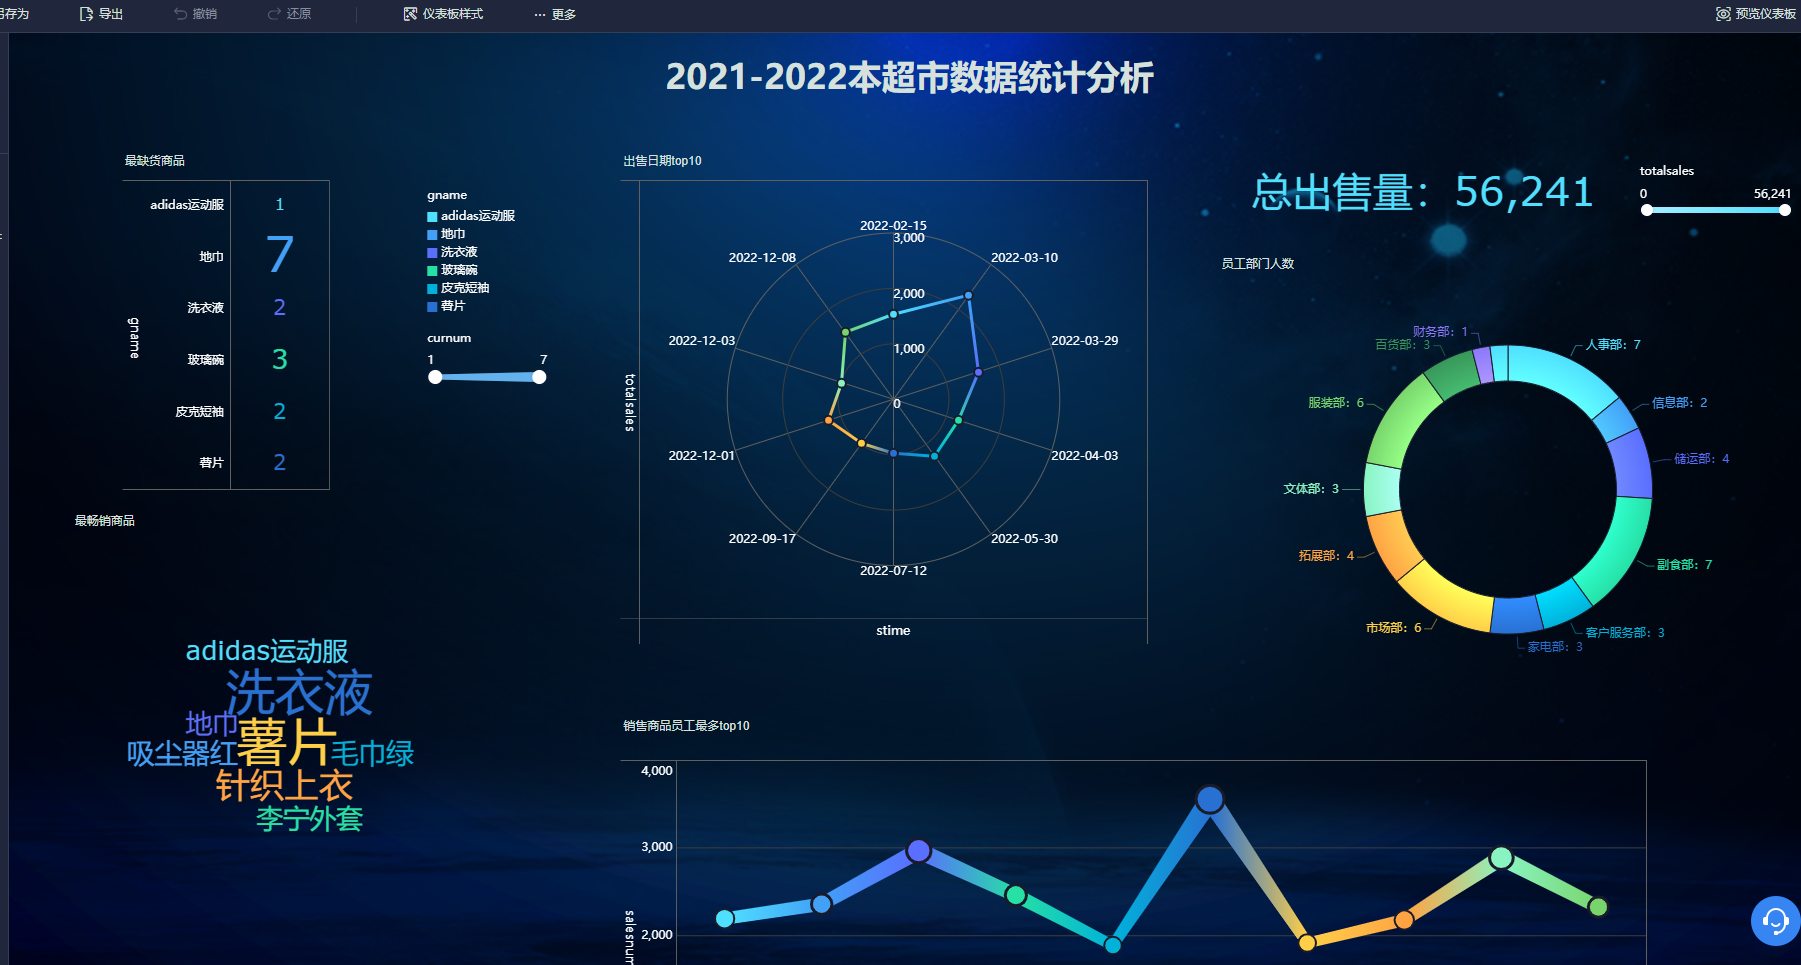 另存为 导出 撤销 还原 仪表板样式 ··· 更多 预览仪表板
2021-2022本超市数据统计分析
最缺货商品
gname
adidas运动服 1
地巾 7
洗衣液 2
玻璃碗 3
皮克短袖 2
薯片 2
gname
adidas运动服
地巾
洗衣液
玻璃碗
皮克短袖
薯片
curnum
1 7
最畅销商品
adidas运动服
洗衣液
地巾
薯片
吸尘器红
毛巾绿
针织上衣
李宁外套
出售日期top10
totalsales
2022-02-15
3,000
2022-12-08
2022-03-10
2,000
2022-12-03
2022-03-29
1,000
0
2022-12-01
2022-04-03
2022-09-17
2022-05-30
2022-07-12
stime
总出售量：56,241
totalsales
0 56,241
员工部门人数
财务部：1
百货部：3
人事部：7
服装部：6
信息部：2
储运部：4
文体部：3
拓展部：4
副食部：7
市场部：6
客户服务部：3
家电部：3
销售商品员工最多top10
4,000
3,000
2,000
salesnum